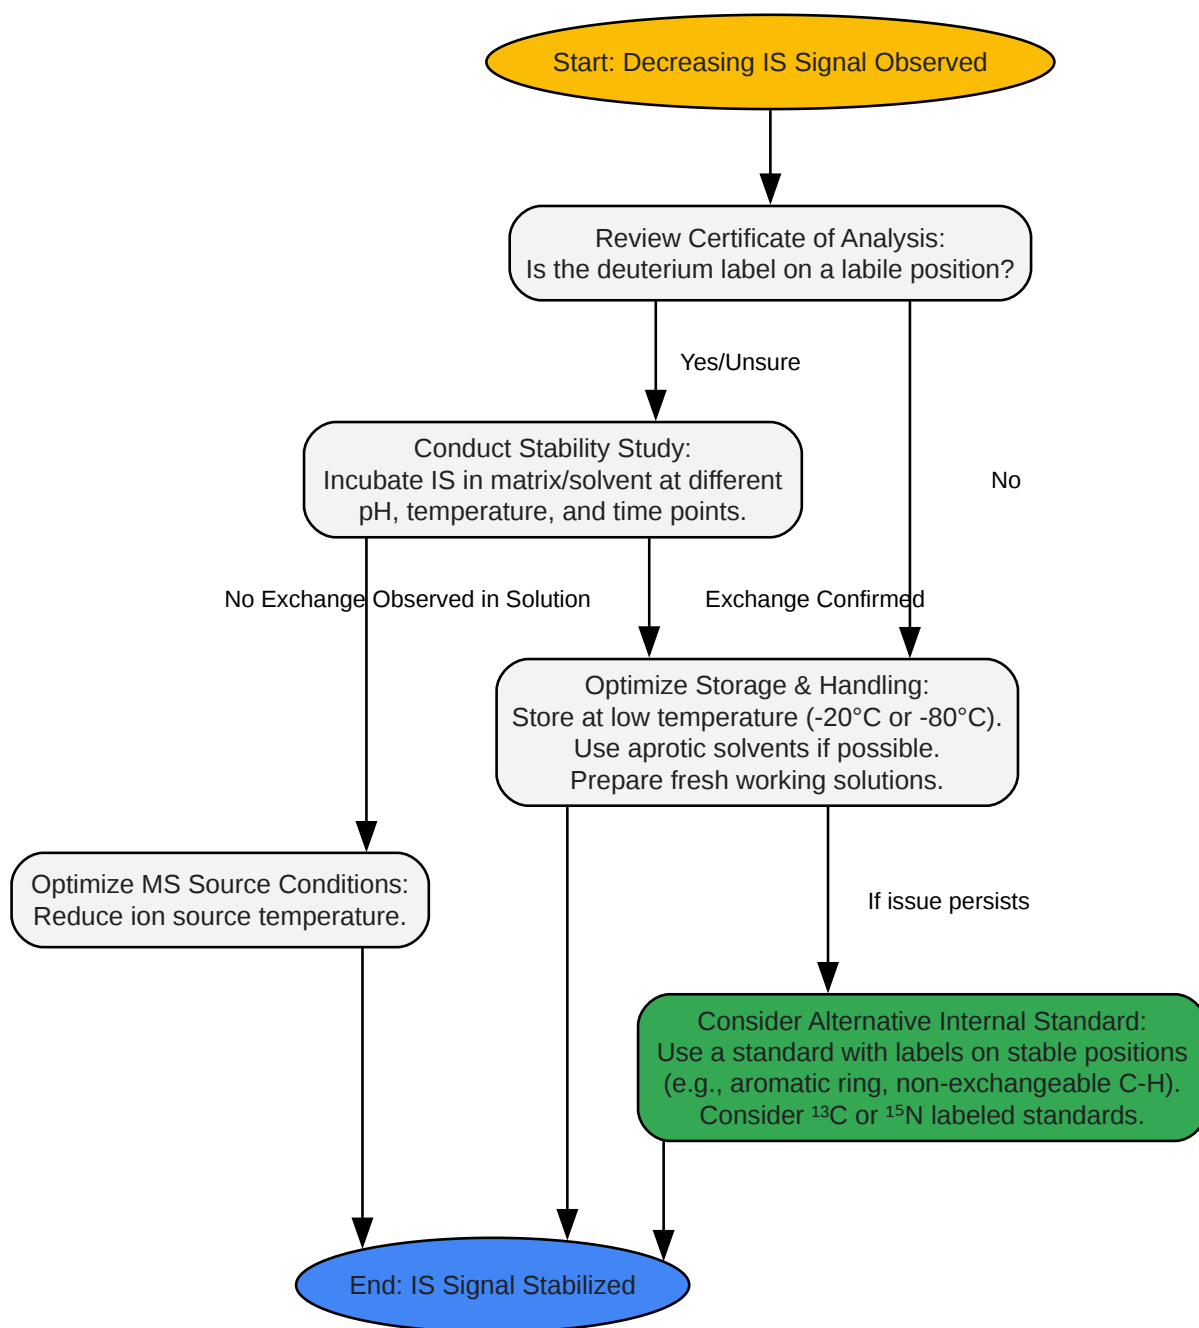 Start: Decreasing IS Signal Observed
Review Certificate of Analysis:
Is the deuterium label on a labile position?
Yes/Unsure
Conduct Stability Study:
Incubate IS in matrix/solvent at different
pH, temperature, and time points.
No
No Exchange Observed in Solution
Exchange Confirmed
Optimize Storage & Handling:
Store at low temperature (-20°C or -80°C).
Use aprotic solvents if possible.
Prepare fresh working solutions.
Optimize MS Source Conditions:
Reduce ion source temperature.
If issue persists
Consider Alternative Internal Standard:
Use a standard with labels on stable positions
(e.g., aromatic ring, non-exchangeable C-H).
Consider ¹³C or ¹⁵N labeled standards.
End: IS Signal Stabilized